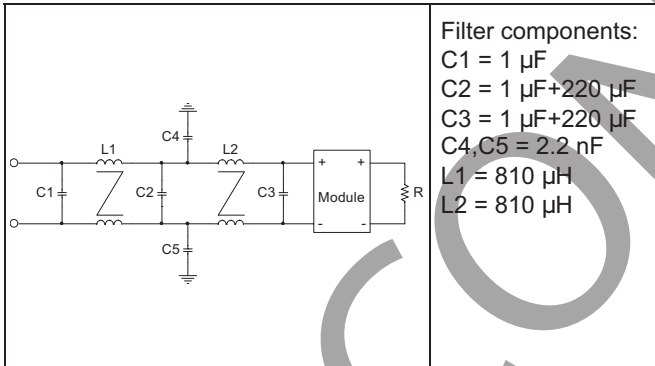 Filter components:
C1 = 1 µF
C2 = 1 µF+220 µF
C3 = 1 µF+220 µF
C4,C5 = 2.2 nF
L1 = 810 µH
L2 = 810 µH
C4
L1
L2
C1
C2
C3
+
+
Module
R
-
-
C5